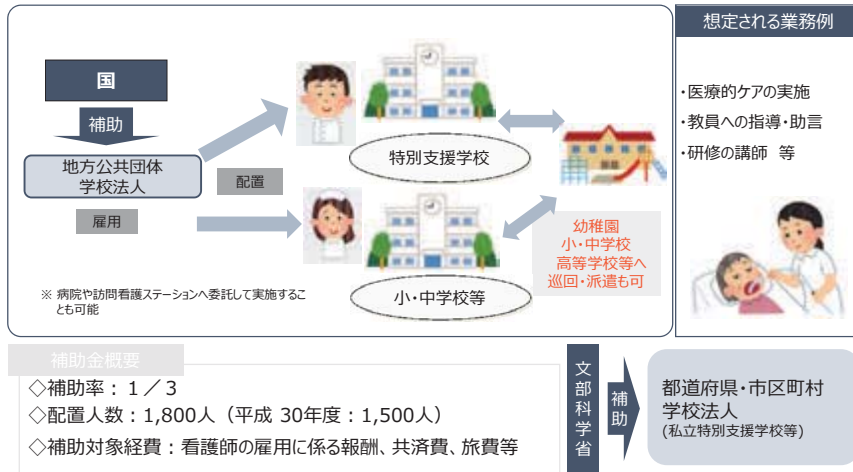 国
補助
地方公共団体
学校法人
配置
雇用
※ 病院や訪問看護ステーションへ委託して実施するこ
とも可能
特別支援学校
小・中学校等
幼稚園
小・中学校
高等学校等へ
巡回・派遣も可
想定される業務例
・医療的ケアの実施
・教員への指導・助言
・研修の講師 等
補助金概要
◇補助率：１／３
◇配置人数：1,800人（平成 30年度：1,500人）
◇補助対象経費：看護師の雇用に係る報酬、共済費、旅費等
文部科学省
補助
都道府県・市区町村
学校法人
(私立特別支援学校等)